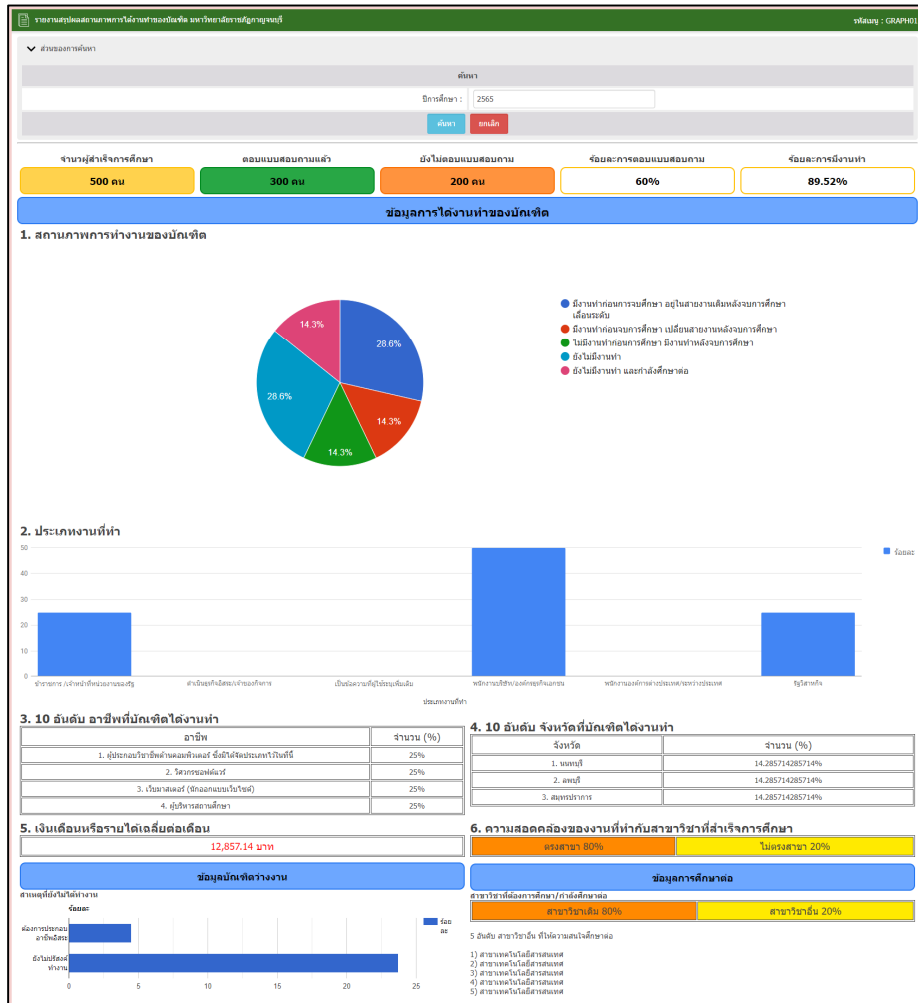 รายงานสรุปผลสถานภาพการได้งานทำของบัณฑิต มหาวิทยาลัยราชภัฏกาญจนบุรี
รหัสเมนู : GRAPH01
ส่วนของการค้นหา
ค้นหา
ปีการศึกษา : 2565
ค้นหา ยกเลิก
จำนวผู้สำเร็จการศึกษา ตอบแบบสอบถามแล้ว ยังไม่ตอบแบบสอบถาม ร้อยละการตอบแบบสอบถาม ร้อยละการมีงานทำ
500 คน 300 คน 200 คน 60% 89.52%
ข้อมูลการได้งานทำของบัณฑิต
1. สถานภาพการทำงานของบัณฑิต
มีงานทำก่อนการจบศึกษา อยู่ในสายงานเดิมหลังจบการศึกษา
เลื่อนระดับ
มีงานทำก่อนจบการศึกษา เปลี่ยนสายงานหลังจบการศึกษา
ไม่มีงานทำก่อนการศึกษา มีงานทำหลังจบการศึกษา
ยังไม่มีงานทำ
ยังไม่มีงานทำ และกำลังศึกษาต่อ
14.3%
28.6%
28.6%
14.3%
14.3%
2. ประเภทงานที่ทำ
ร้อยละ
50
40
30
20
10
0
ข้าราชการ /เจ้าหน้าที่หน่วยงานของรัฐ ดำเนินธุรกิจอิสระ/เจ้าของกิจการ เป็นข้อความที่ผู้ใช้ระบุเพิ่มเติม พนักงานบริษัท/องค์กรธุรกิจเอกชน พนักงานองค์การต่างประเทศ/ระหว่างประเทศ รัฐวิสาหกิจ
ประเภทงานที่ทำ
3. 10 อันดับ อาชีพที่บัณฑิตได้งานทำ
อาชีพ จำนวน (%)
1. ผู้ประกอบวิชาชีพด้านคอมพิวเตอร์ ซึ่งมิได้จัดประเภทไว้ในที่นี้ 25%
2. วิศวกรซอฟต์แวร์ 25%
3. เว็บมาสเตอร์ (นักออกแบบเว็บไซต์) 25%
4. ผู้บริหารสถานศึกษา 25%
4. 10 อันดับ จังหวัดที่บัณฑิตได้งานทำ
จังหวัด จำนวน (%)
1. นนทบุรี 14.285714285714%
2. ลพบุรี 14.285714285714%
3. สมุทรปราการ 14.285714285714%
5. เงินเดือนหรือรายได้เฉลี่ยต่อเดือน
12,857.14 บาท
6. ความสอดคล้องของงานที่ทำกับสาขาวิชาที่สำเร็จการศึกษา
ตรงสาขา 80% ไม่ตรงสาขา 20%
ข้อมูลบัณฑิตว่างงาน
สาเหตุที่ยังไม่ได้ทำงาน
ร้อยละ
ต้องการประกอบ
อาชีพอิสระ
ยังไม่ประสงค์
ทำงาน
0 5 10 15 20 25
ร้อย
ละ
ข้อมูลการศึกษาต่อ
สาขาวิชาที่ต้องการศึกษา/กำลังศึกษาต่อ
สาขาวิชาเดิม 80% สาขาวิชาอื่น 20%
5 อันดับ สาขาวิชาอื่น ที่ให้ความสนใจศึกษาต่อ
1) สาขาเทคโนโลยีสารสนเทศ
2) สาขาเทคโนโลยีสารสนเทศ
3) สาขาเทคโนโลยีสารสนเทศ
4) สาขาเทคโนโลยีสารสนเทศ
5) สาขาเทคโนโลยีสารสนเทศ